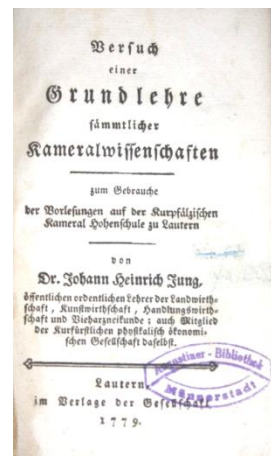 Versuch
einer
Grundlehre
sämmtlicher
Kameralwissenschaften
zum Gebrauche
der Vorlesungen auf der Kurpfälzischen
Kameral Hohenschule zu Lautern
von
Dr. Johann Heinrich Jung,
öffentlichen ordentlichen Lehrer der Landwirth-
schaft, Kunstwirthschaft, Handlungswirth-
schaft und Vieharzneikunde; auch Mitglied
der Kurfürstlichen physikalisch ökonomi-
schen Gesellschaft daselbst.
Augustiner-Bibliothek
Münnerstadt
Lautern,
im Verlage der Gesellschaft
1779.